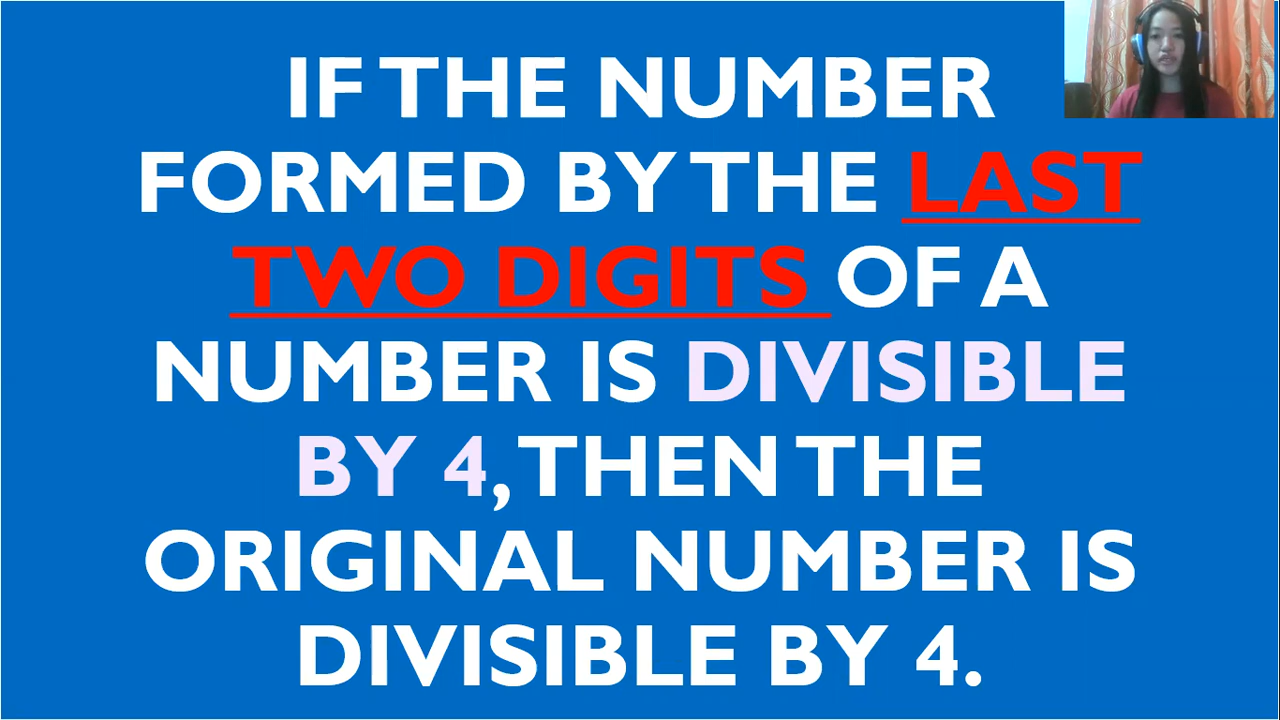 IF THE NUMBER
FORMED BY THE LAST
TWO DIGITS OF A
NUMBER IS DIVISIBLE
BY 4, THEN THE
ORIGINAL NUMBER IS
DIVISIBLE BY 4.